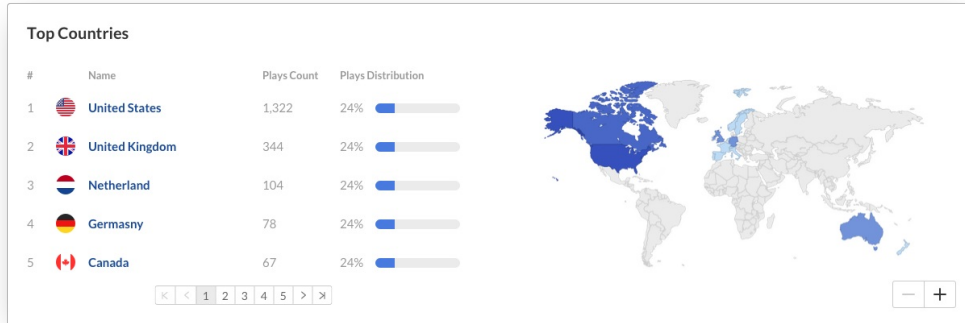 Top Countries
# Name Plays Count Plays Distribution
1 United States 1,322 24%
2 United Kingdom 344 24%
3 Netherland 104 24%
4 Germasny 78 24%
5 Canada 67 24%
1 2 3 4 5